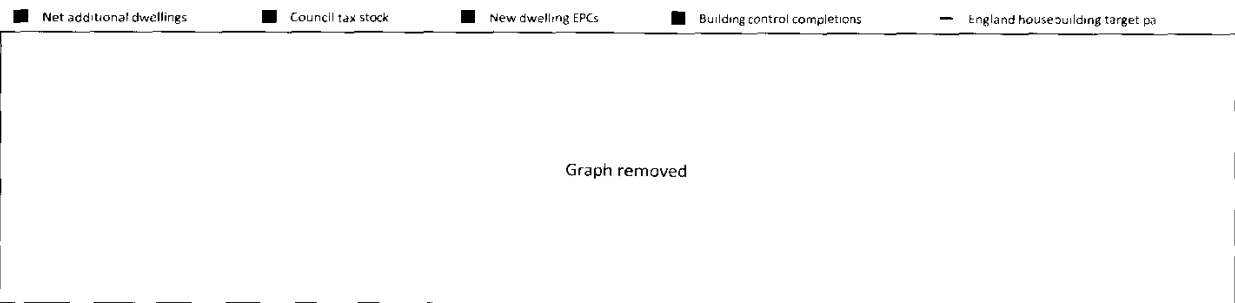 Net additional dwellings Council tax stock New dwelling EPCs Building control completions England housebuilding target pa
Graph removed